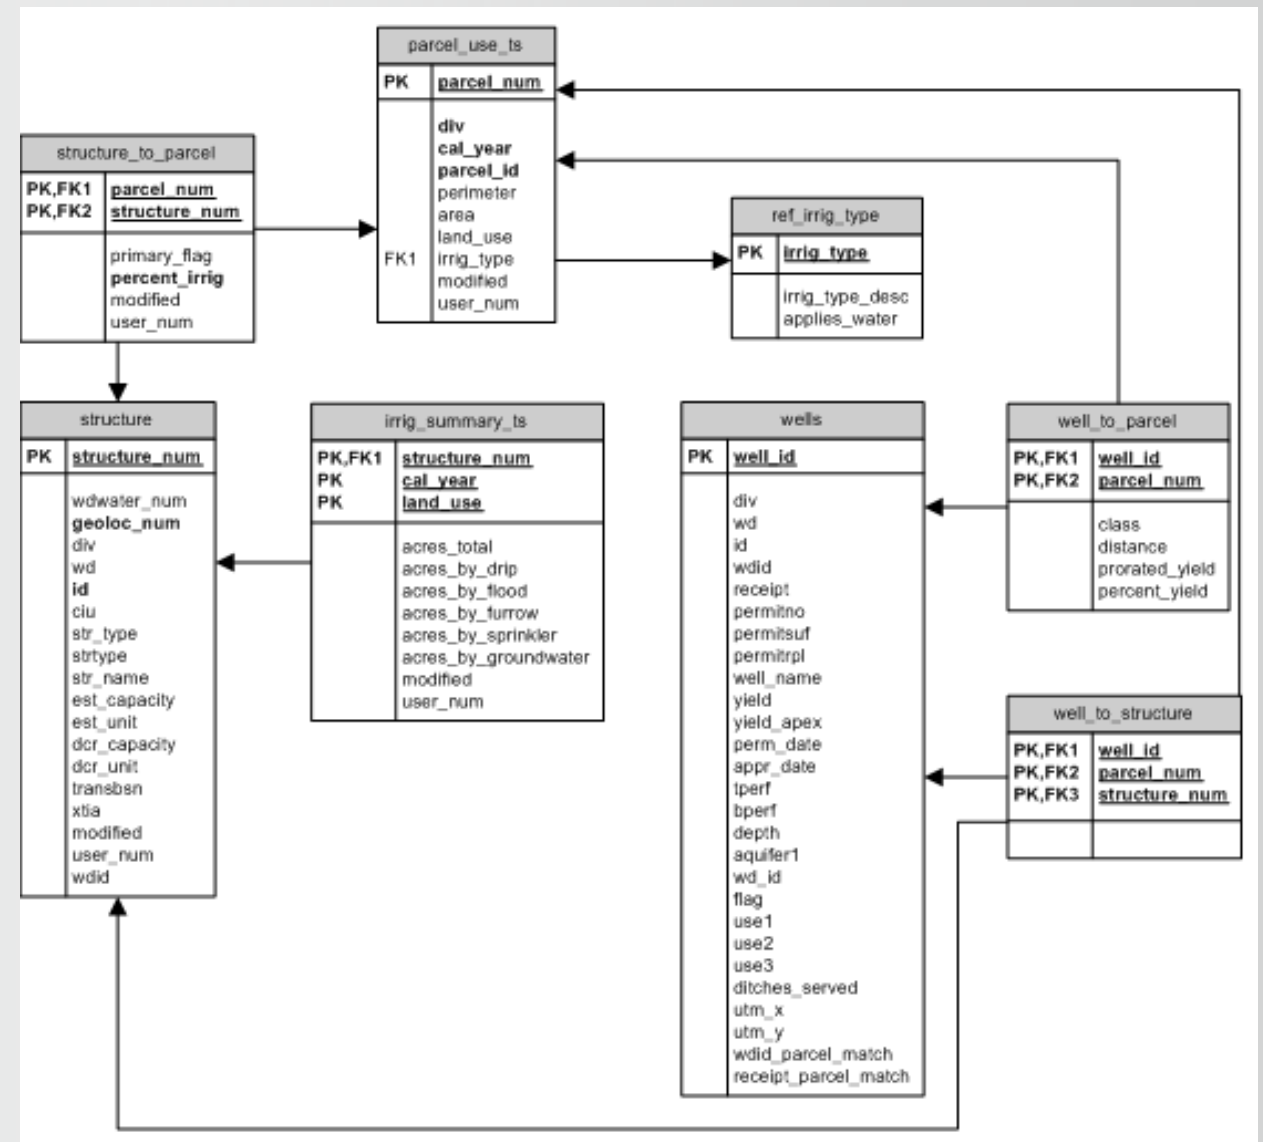 parcel_use_ts
PK parcel_num
div
cal_year
parcel_id
perimeter
area
land_use
FK1 irrig_type
modified
user_num
structure_to_parcel
PK,FK1 parcel_num
PK,FK2 structure_num
primary_flag
percent_irrig
modified
user_num
ref_irrig_type
PK irrig_type
irrig_type_desc
applies_water
structure
PK structure_num
wdwater_num
geoloc_num
div
wd
id
ciu
str_type
strtype
str_name
est_capacity
est_unit
dcr_capacity
dcr_unit
transbsn
xtia
modified
user_num
wdid
irrig_summary_ts
PK,FK1 structure_num
PK cal_year
PK land_use
acres_total
acres_by_drip
acres_by_flood
acres_by_furrow
acres_by_sprinkler
acres_by_groundwater
modified
user_num
wells
PK well_id
div
wd
id
wdid
receipt
permitno
permitsuf
permitrpl
well_name
yield
yield_apex
perm_date
appr_date
tperf
bperf
depth
aquifer1
wd_id
flag
use1
use2
use3
ditches_served
utm_x
utm_y
wdid_parcel_match
receipt_parcel_match
well_to_parcel
PK,FK1 well_id
PK,FK2 parcel_num
class
distance
prorated_yield
percent_yield
well_to_structure
PK,FK1 well_id
PK,FK2 parcel_num
PK,FK3 structure_num